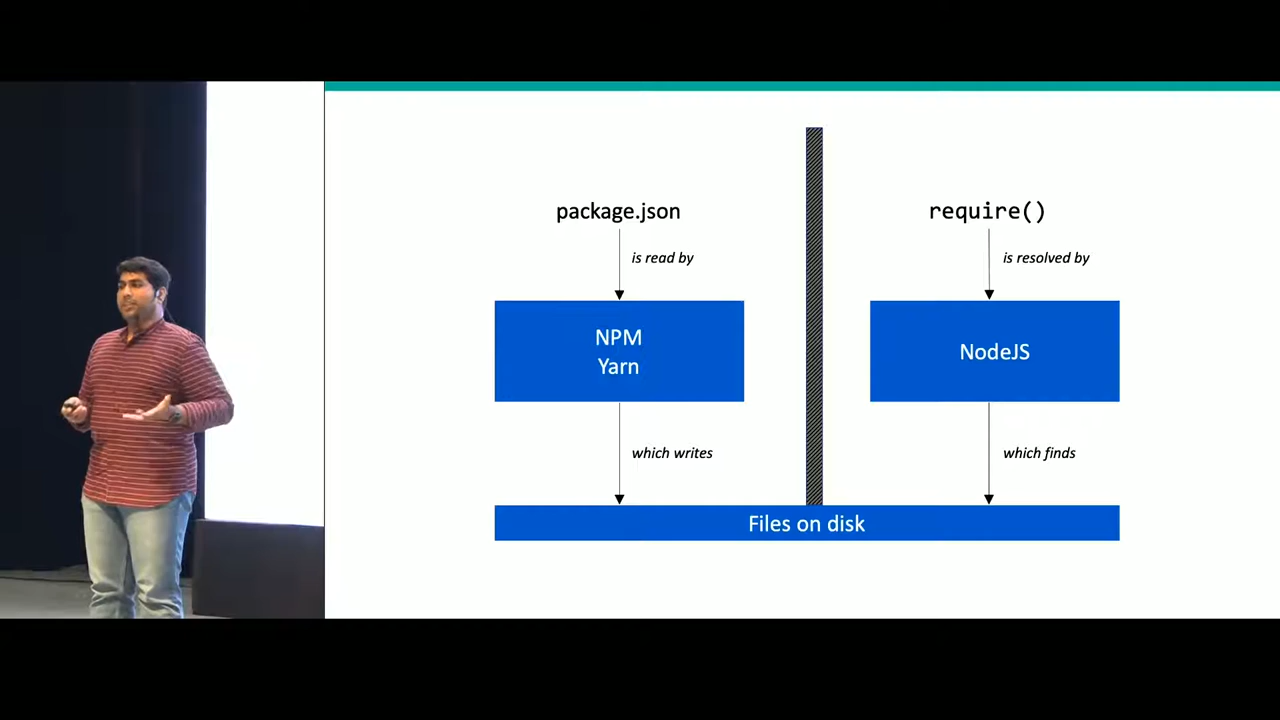 package.json
is read by
NPM
Yarn
which writes
require()
is resolved by
NodeJS
which finds
Files on disk